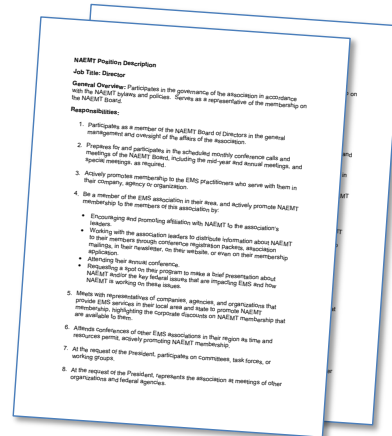 NAEMT Position Description
Job Title: Director
General Overview: Participates in the governance of the association in accordance
with the NAEMT bylaws and policies. Serves as a representative of the membership on
the NAEMT Board.
Responsibilities:
1. Participates as a member of the NAEMT Board of Directors in the general
management and oversight of the affairs of the association.
2. Prepares for and participates in the scheduled monthly conference calls and
meetings of the NAEMT Board, including the mid-year and annual meetings, and
special meetings, as required.
3. Actively promotes membership to the EMS practitioners who serve with them in
their company, agency or organization.
4. Be a member of the EMS association in their state, and actively promote NAEMT
membership to the members of this association by:
• Encouraging and promoting affiliation with NAEMT to the association's
leaders.
• Working with the association leaders to distribute information about NAEMT
to their members through conference registration packets, association
mailings, in their newsletter, on their website, or even on their membership
application.
• Attending their annual conference.
• Requesting a spot on their program to make a brief presentation about
NAEMT and/or the key federal issues that are impacting EMS and how
NAEMT is working on these issues.
5. Meets with representatives of companies, agencies, and organizations that
provide EMS services in their local area and state to promote NAEMT
membership, highlighting the corporate discounts on NAEMT membership that
are available to them.
6. Attends conferences of other EMS associations in their region as time and
resources permit, actively promoting NAEMT membership.
7. At the request of the President, participates on committees, task forces, or
working groups.
8. At the request of the President, represents the association at meetings of other
organizations and federal agencies.
on
and
in